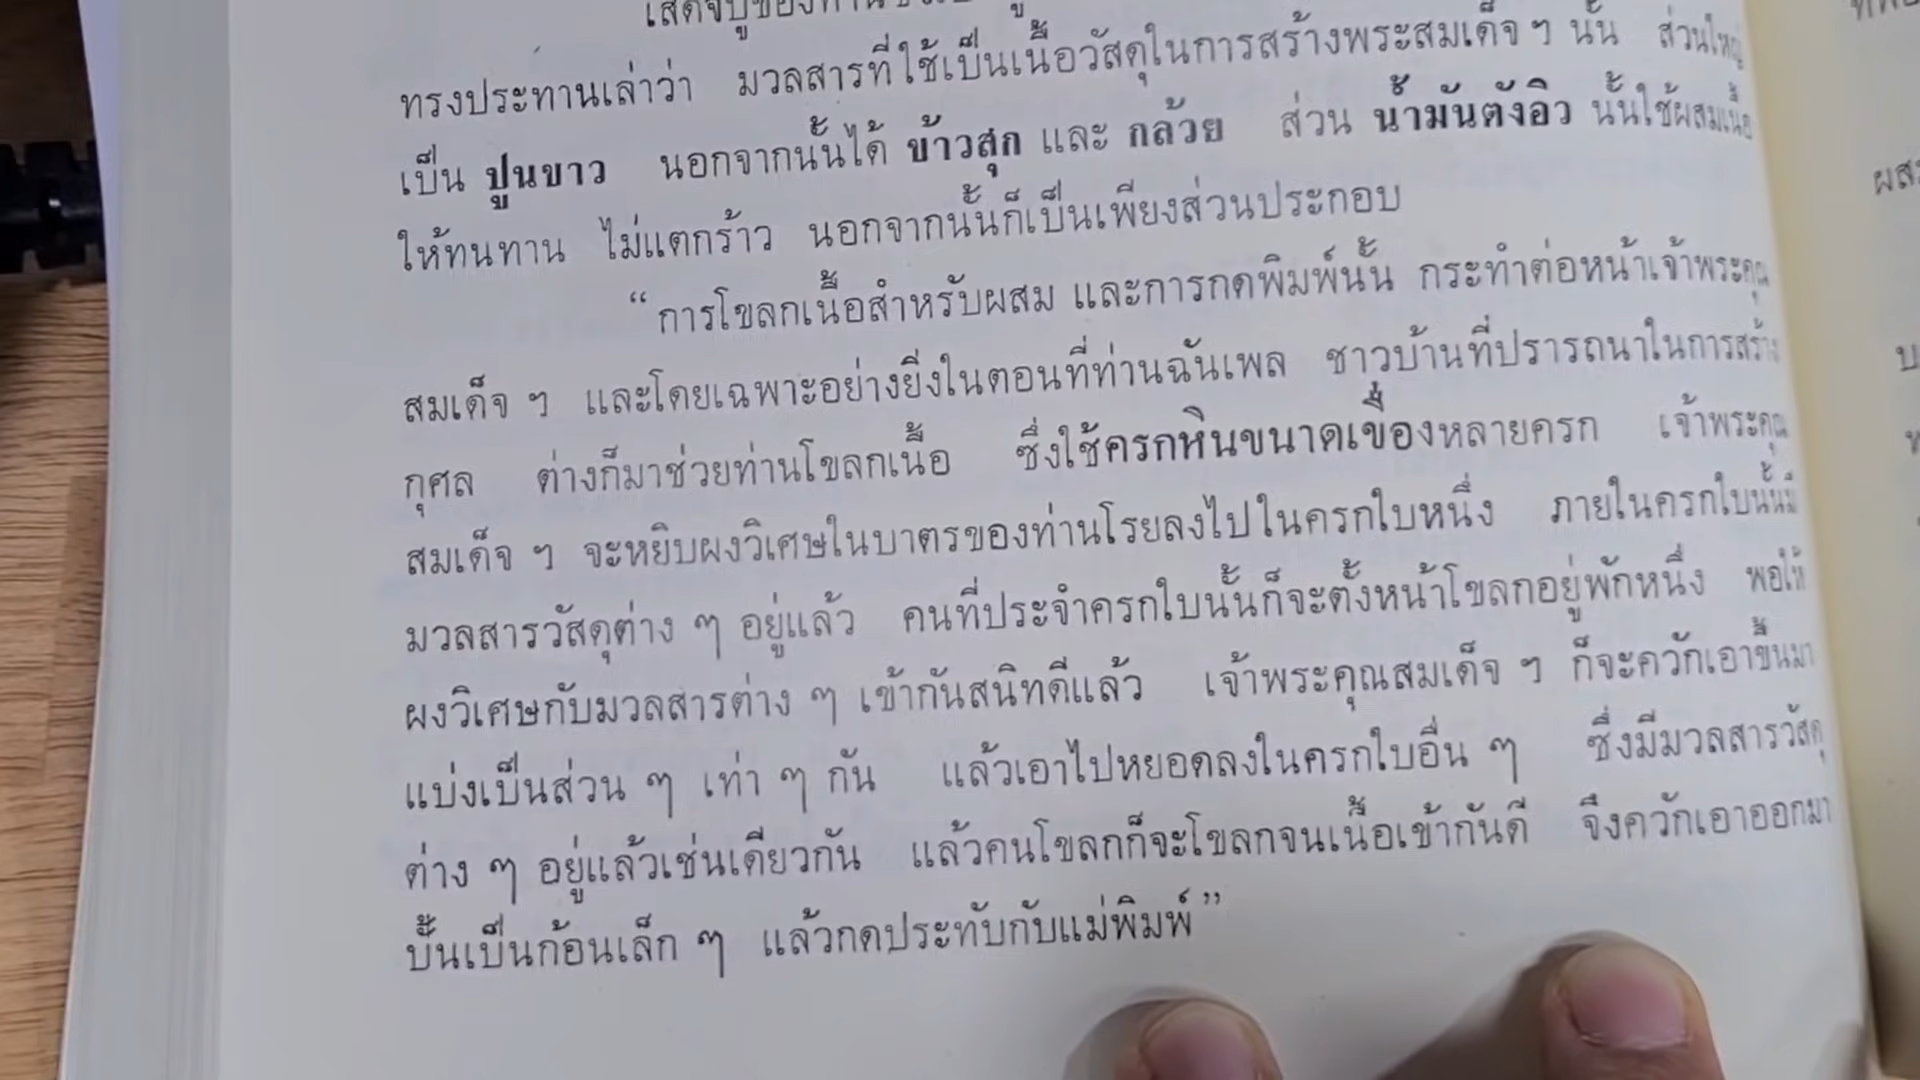 เสด็จปู่ของท่าน
ทรงประทานเล่าว่า มวลสารที่ใช้เป็นเนื้อวัสดุในการสร้างพระสมเด็จฯ นั้น ส่วนใหญ่
เป็น ปูนขาว นอกจากนั้นได้ ข้าวสุก และ กล้วย ส่วน น้ำมันตังอิว นั้นใช้ผสมเนื้อ
ให้ทนทาน ไม่แตกร้าว นอกจากนั้นก็เป็นเพียงส่วนประกอบ
“การโขลกเนื้อสำหรับผสม และการกดพิมพ์นั้น กระทำต่อหน้าเจ้าพระคุณ
สมเด็จ ฯ และโดยเฉพาะอย่างยิ่งในตอนที่ท่านฉันเพล ชาวบ้านที่ปรารถนาในการสร้าง
กุศล ต่างก็มาช่วยท่านโขลกเนื้อ ซึ่งใช้ครกหินขนาดเขื่องหลายครก เจ้าพระคุณ
สมเด็จ ฯ จะหยิบผงวิเศษในบาตรของท่านโรยลงไปในครกใบหนึ่ง ภายในครกใบนั้นมี
มวลสารวัสดุต่าง ๆ อยู่แล้ว คนที่ประจำครกใบนั้นก็จะตั้งหน้าโขลกอยู่พักหนึ่ง พอให้
ผงวิเศษกับมวลสารต่าง ๆ เข้ากันสนิทดีแล้ว เจ้าพระคุณสมเด็จ ฯ ก็จะควักเอาขึ้นมา
แบ่งเป็นส่วน ๆ เท่า ๆ กัน แล้วเอาไปหยอดลงในครกใบอื่น ๆ ซึ่งมีมวลสารวัสดุ
ต่าง ๆ อยู่แล้วเช่นเดียวกัน แล้วคนโขลกก็จะโขลกจนเนื้อเข้ากันดี จึงควักเอาออกมา
ปั้นเป็นก้อนเล็ก ๆ แล้วกดประทับกับแม่พิมพ์”